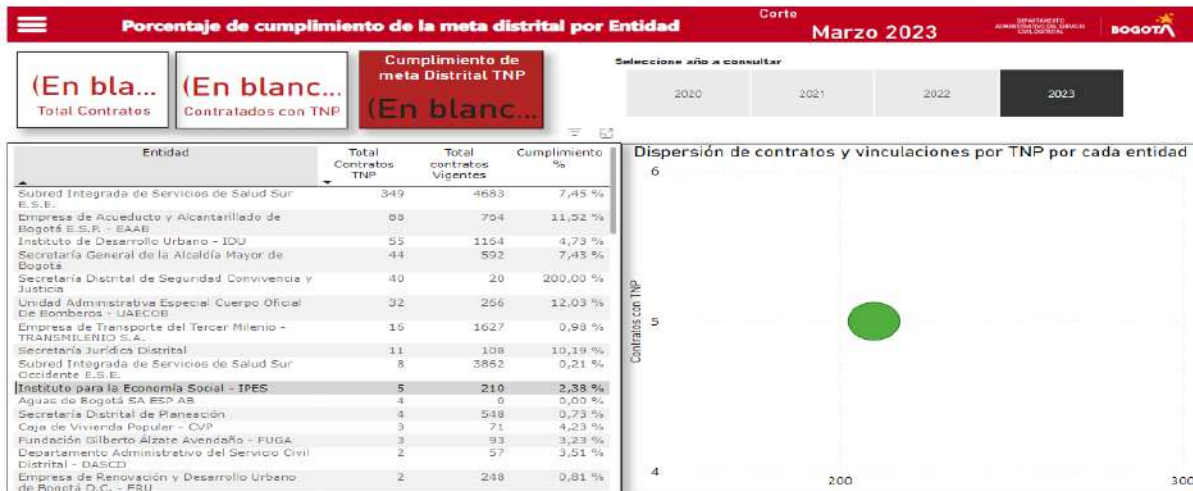 Porcentaje de cumplimiento de la meta distrital por Entidad
Corte
Marzo 2023
DEPARTAMENTO
ADMINISTRATIVO DEL SERVICIO
CIVIL DISTRITAL
BOGOTÁ
(En bla...
Total Contratos
(En blanc...
Contratados con TNP
Cumplimiento de
meta Distrital TNP
(En blanc...
Seleccione año a consultar
2020
2021
2022
2023
Entidad
Total
Contratos
TNP
Total
contratos
Vigentes
Cumplimiento
%
Subred Integrada de Servicios de Salud Sur
E.S.E.
349 4683 7,45 %
Empresa de Acueducto y Alcantarillado de
Bogotá E.S.P. - EAAB
88 764 11,52 %
Instituto de Desarrollo Urbano - IDU 55 1164 4,73 %
Secretaría General de la Alcaldía Mayor de
Bogotá
44 592 7,43 %
Secretaría Distrital de Seguridad Convivencia y
Justicia
40 20 200,00 %
Unidad Administrativa Especial Cuerpo Oficial
De Bomberos - UAECOB
32 266 12,03 %
Empresa de Transporte del Tercer Milenio -
TRANSMILENIO S.A.
16 1627 0,98 %
Secretaría Jurídica Distrital 11 108 10,19 %
Subred Integrada de Servicios de Salud Sur
Occidente E.S.E.
8 3862 0,21 %
Instituto para la Economía Social - IPES 5 210 2,38 %
Aguas de Bogotá SA ESP AB 4 0 0,00 %
Secretaría Distrital de Planeación 4 548 0,73 %
Caja de Vivienda Popular - CVP 3 71 4,23 %
Fundación Gilberto Álzate Avendaño - FUGA 3 93 3,23 %
Departamento Administrativo del Servicio Civil
Distrital - DASCD
2 57 3,51 %
Empresa de Renovación y Desarrollo Urbano
de Bogotá D.C. - ERU
2 248 0,81 %
Dispersión de contratos y vinculaciones por TNP por cada entidad
Contratos con TNP
6
5
4
200
300